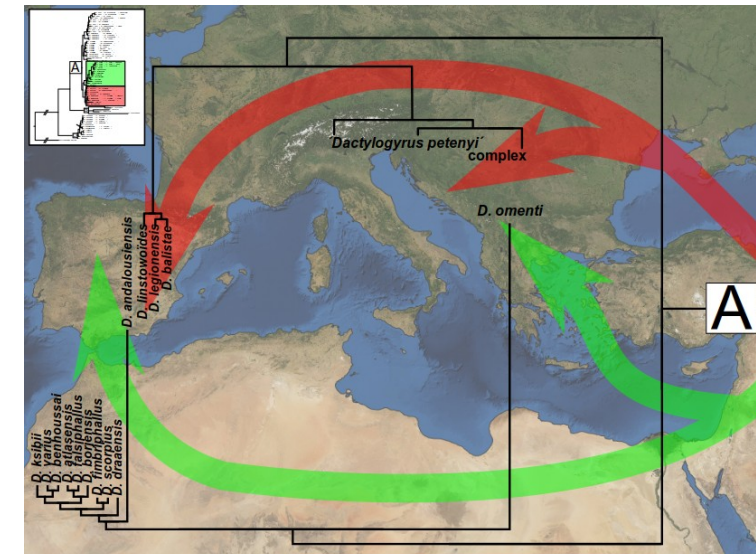 A
Dactylogyrus petenyi´
complex
D. omenti
D. andalousiensis
D. linstowoides
D. legionensis
D. balistae
A
D. ksibii
D. varius
D. benhoussai
D. atlasensis
D. falsiphallus
D. borjensis
D. fimbriphallus
D. scorpius
D. draaensis